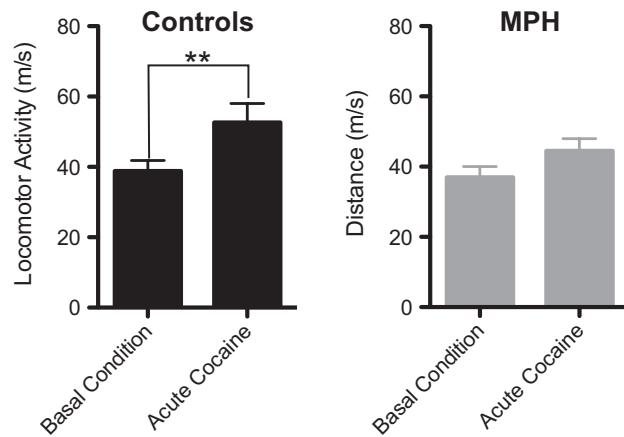 Controls
Locomotor Activity (m/s)
80
60
40
20
0
**
Basal Condition
Acute Cocaine
MPH
Distance (m/s)
80
60
40
20
0
Basal Condition
Acute Cocaine